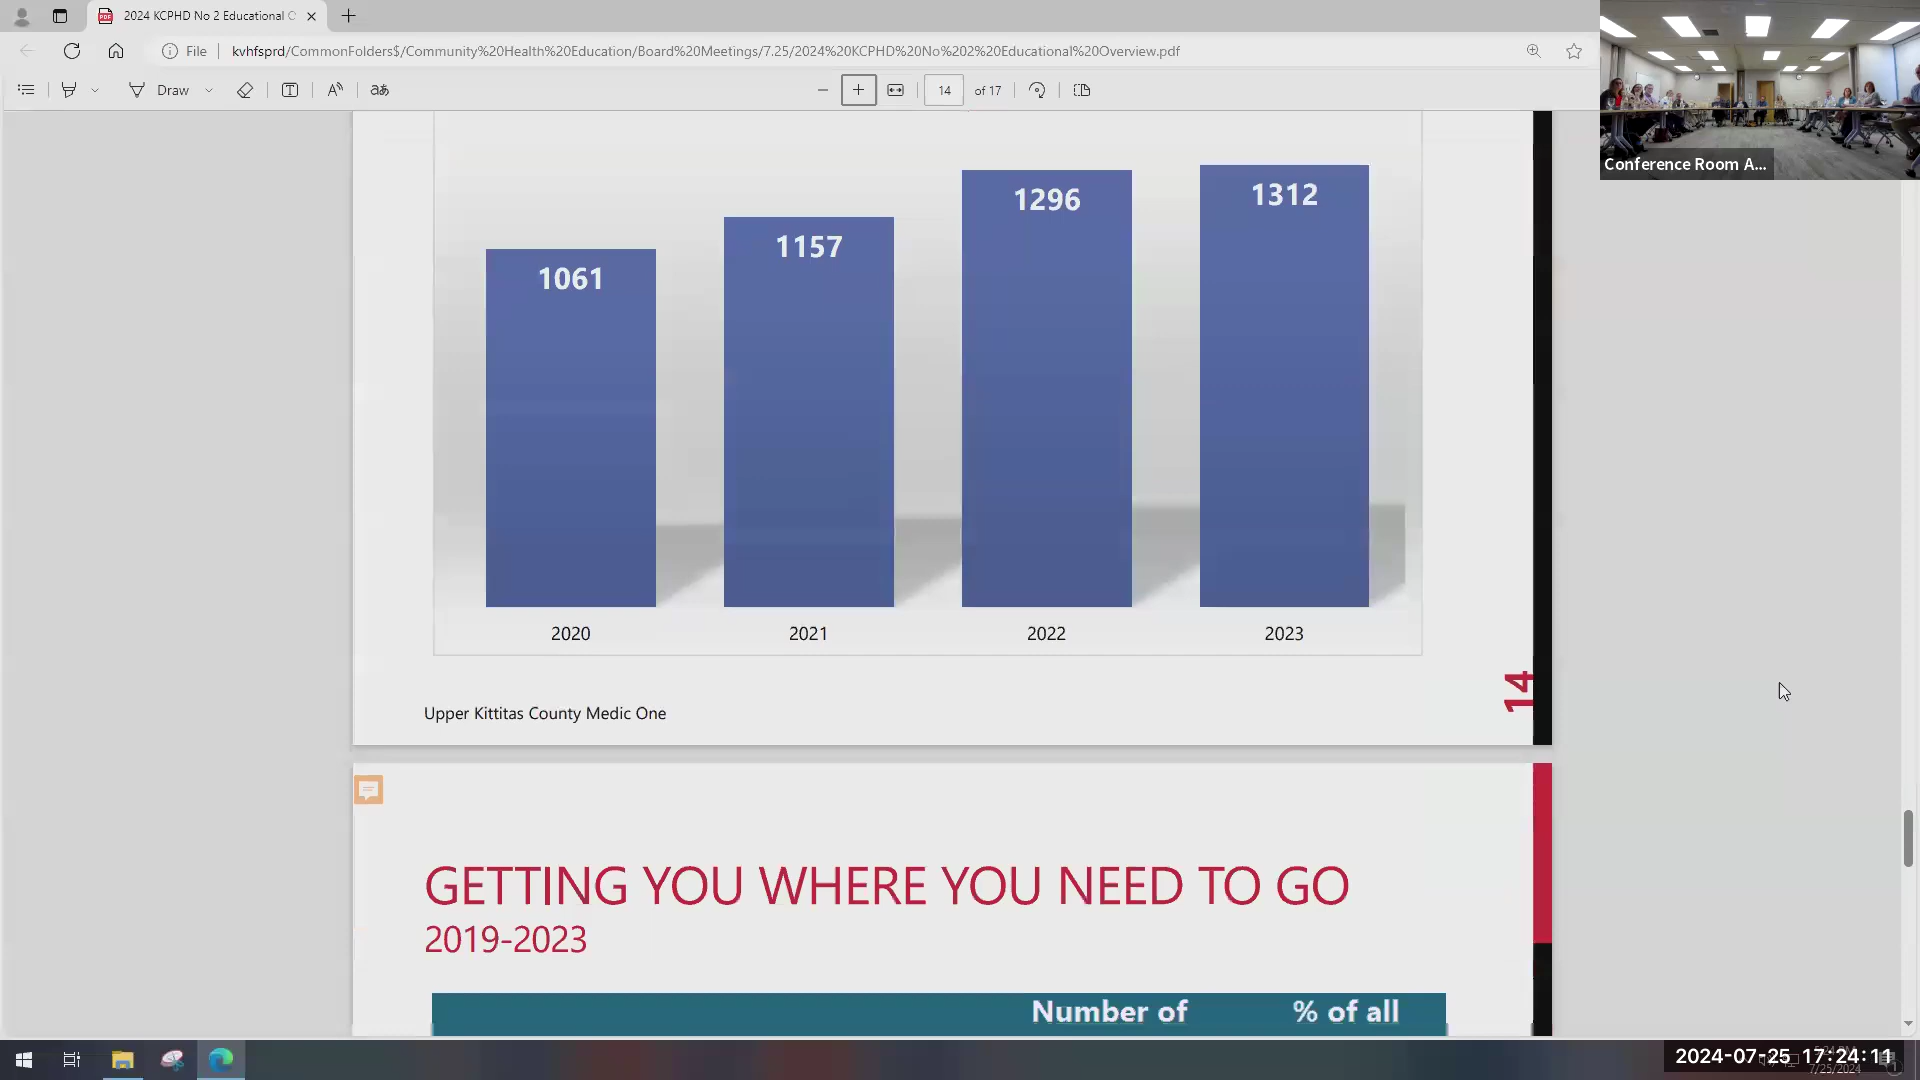 2024 KCPHD No 2 Educational O
File
kvhfsprd/CommonFolders$/Community%20Health%20Education/Board%20Meetings/7.25/2024%20KCPHD%20No%202%20Educational%20Overview.pdf
Draw
14 of 17
Conference Room A...
1061
1157
1296
1312
2020
2021
2022
2023
Upper Kittitas County Medic One
14
GETTING YOU WHERE YOU NEED TO GO
2019-2023
Number of
% of all
2024-07-25 17:24:11
7/25/2024